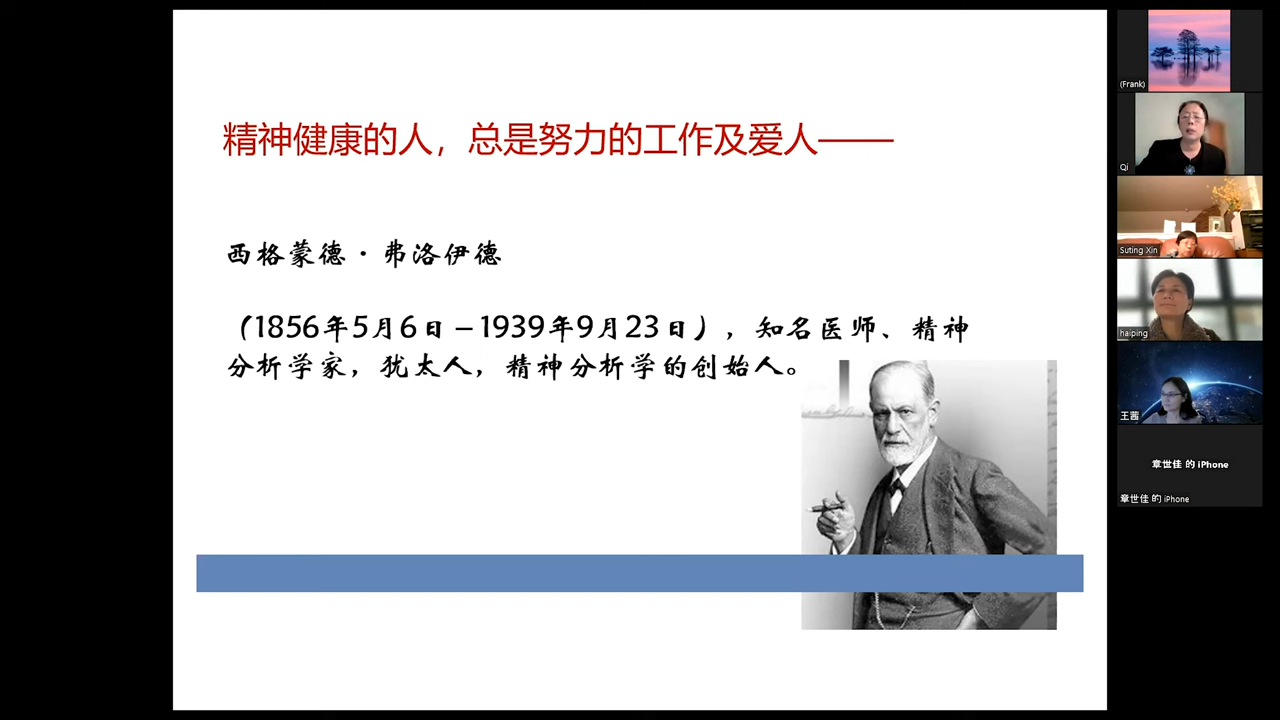 精神健康的人，总是努力的工作及爱人——
西格蒙德·弗洛伊德
（1856年5月6日–1939年9月23日），知名医师、精神
分析学家，犹太人，精神分析学的创始人。
(Frank)
Qi
Suting Xin
haiping
王茜
章世佳 的 iPhone
章世佳 的 iPhone